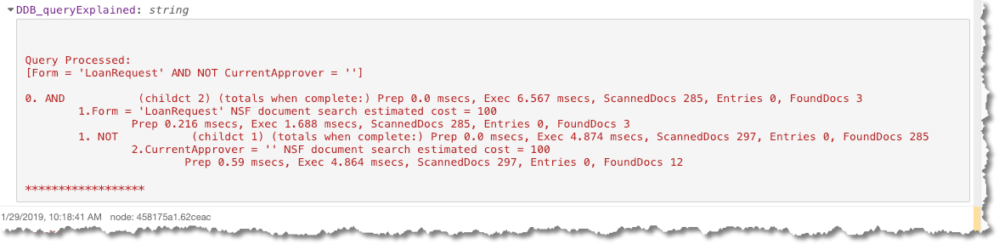 DDB_queryExplained: string
Query Processed:
[Form = 'LoanRequest' AND NOT CurrentApprover = '']
0. AND (childct 2) (totals when complete:) Prep 0.0 msecs, Exec 6.567 msecs, ScannedDocs 285, Entries 0, FoundDocs 3
1.Form = 'LoanRequest' NSF document search estimated cost = 100
Prep 0.216 msecs, Exec 1.688 msecs, ScannedDocs 285, Entries 0, FoundDocs 3
1. NOT (childct 1) (totals when complete:) Prep 0.0 msecs, Exec 4.874 msecs, ScannedDocs 297, Entries 0, FoundDocs 285
2.CurrentApprover = '' NSF document search estimated cost = 100
Prep 0.59 msecs, Exec 4.864 msecs, ScannedDocs 297, Entries 0, FoundDocs 12
******************
1/29/2019, 10:18:41 AM node: 458175a1.62ceac